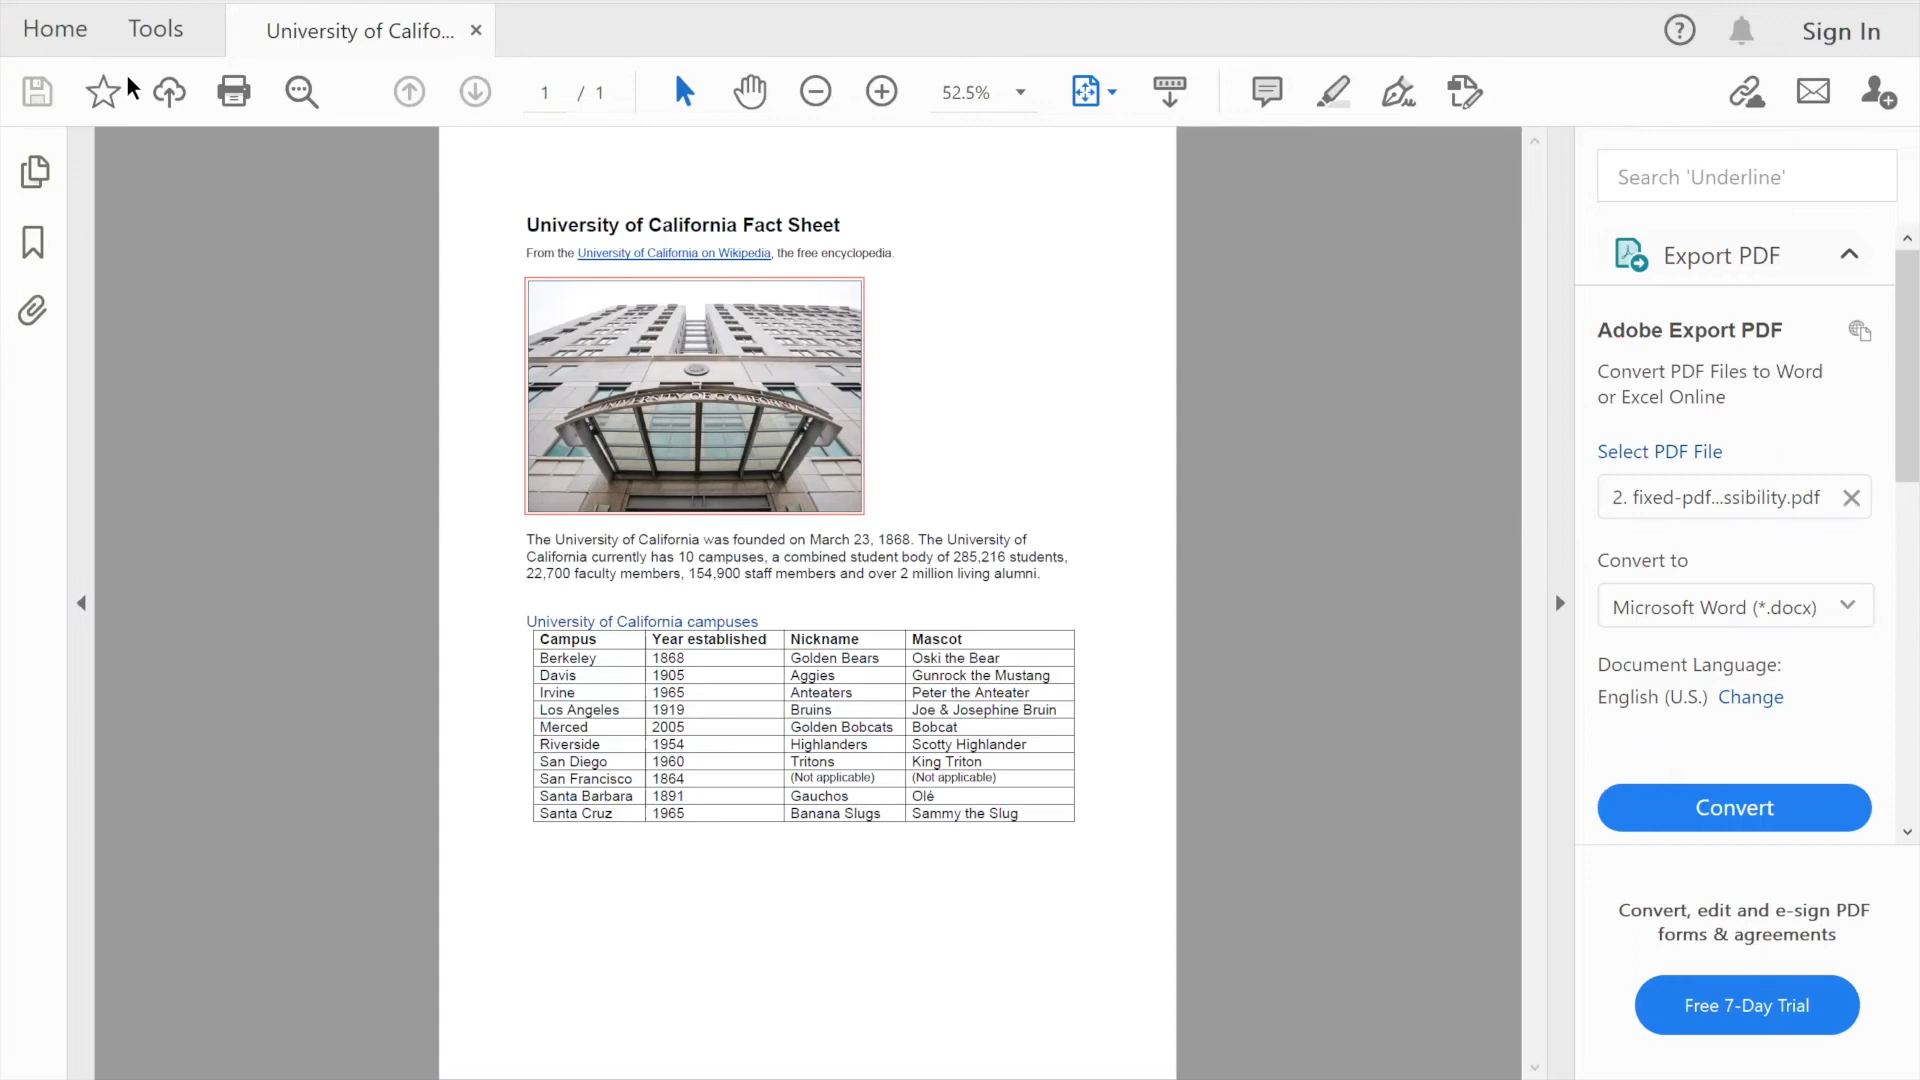 Home
Tools
University of Califo...
Sign In
1 / 1
52.5%
University of California Fact Sheet
From the University of California on Wikipedia, the free encyclopedia.
UNIVERSITY OF CALIFORNIA
The University of California was founded on March 23, 1868. The University of
California currently has 10 campuses, a combined student body of 285,216 students,
22,700 faculty members, 154,900 staff members and over 2 million living alumni.
University of California campuses
Campus Year established Nickname Mascot
Berkeley 1868 Golden Bears Oski the Bear
Davis 1905 Aggies Gunrock the Mustang
Irvine 1965 Anteaters Peter the Anteater
Los Angeles 1919 Bruins Joe & Josephine Bruin
Merced 2005 Golden Bobcats Bobcat
Riverside 1954 Highlanders Scotty Highlander
San Diego 1960 Tritons King Triton
San Francisco 1864 (Not applicable) (Not applicable)
Santa Barbara 1891 Gauchos Olé
Santa Cruz 1965 Banana Slugs Sammy the Slug
Search 'Underline'
Export PDF
Adobe Export PDF
Convert PDF Files to Word
or Excel Online
Select PDF File
2. fixed-pdf...ssibility.pdf
Convert to
Microsoft Word (*.docx)
Document Language:
English (U.S.) Change
Convert
Convert, edit and e-sign PDF
forms & agreements
Free 7-Day Trial